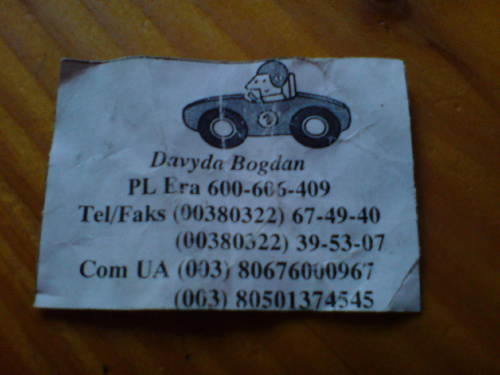 Davyda Bogdan
PL Era 600-606-409
Tel/Faks (00380322) 67-49-40
(00380322) 39-53-07
Com UA (003) 80676000967
(003) 80501374545